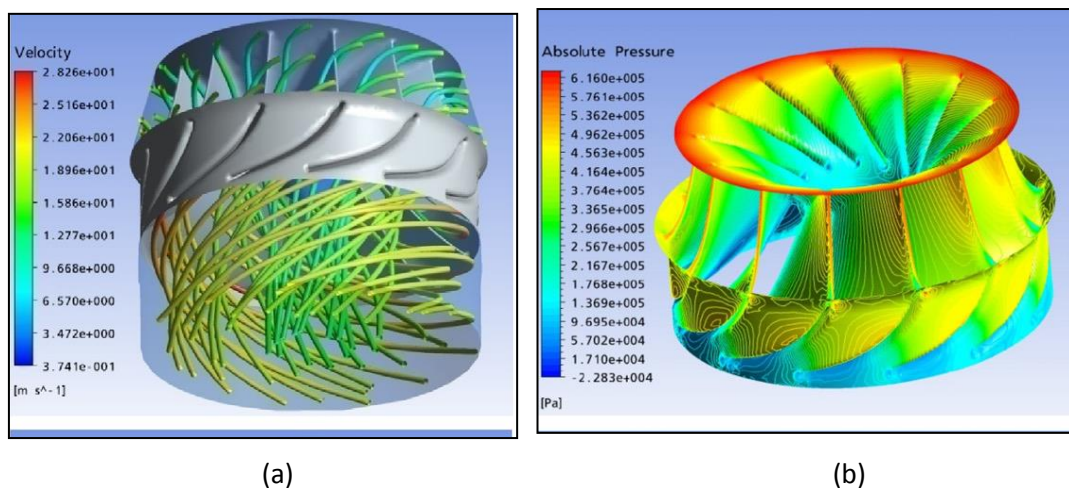 Velocity
2.826e+001
2.516e+001
2.206e+001
1.896e+001
1.586e+001
1.277e+001
9.668e+000
6.570e+000
3.472e+000
3.741e-001
[m s^-1]
(a)
Absolute Pressure
6.160e+005
5.761e+005
5.362e+005
4.962e+005
4.563e+005
4.164e+005
3.764e+005
3.365e+005
2.966e+005
2.567e+005
2.167e+005
1.768e+005
1.369e+005
9.695e+004
5.702e+004
1.710e+004
-2.283e+004
[Pa]
(b)